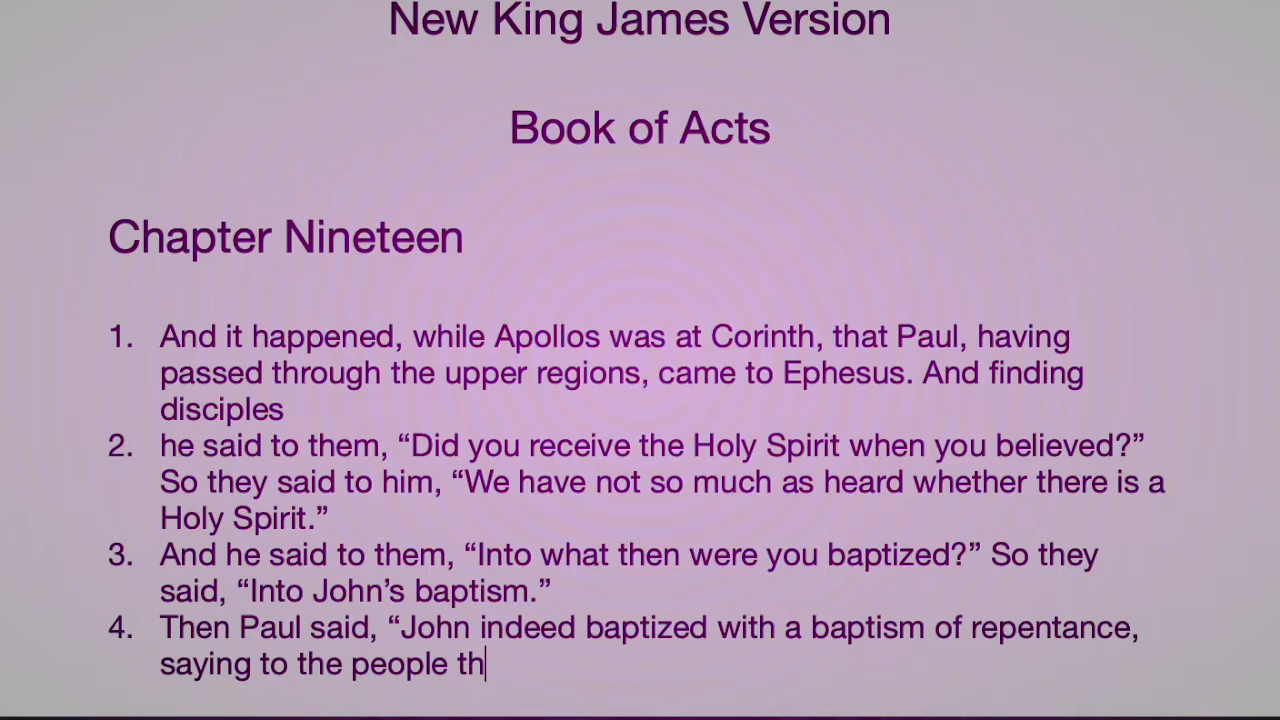 New King James Version
Book of Acts
Chapter Nineteen
1. And it happened, while Apollos was at Corinth, that Paul, having
passed through the upper regions, came to Ephesus. And finding
disciples
2. he said to them, “Did you receive the Holy Spirit when you believed?”
So they said to him, “We have not so much as heard whether there is a
Holy Spirit.”
3. And he said to them, “Into what then were you baptized?” So they
said, “Into John’s baptism.”
4. Then Paul said, “John indeed baptized with a baptism of repentance,
saying to the people th